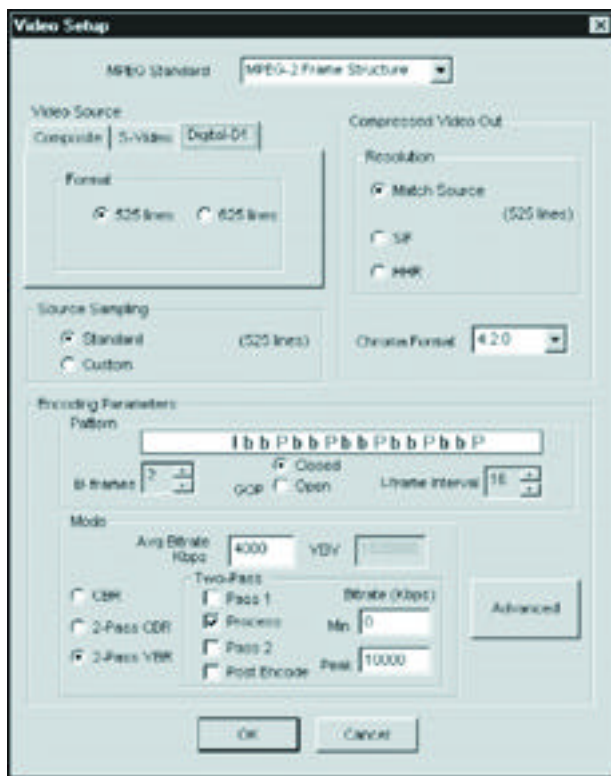 Video Setup
MPEG Standard MPEG-2 Frame Structure
Video Source
Composite S-Video Digital-D1
Format
525 lines 625 lines
Source Sampling
Standard (525 lines)
Custom
Compressed Video Out
Resolution
Match Source
(525 lines)
SIF
HHR
Chroma Format 4:2:0
Encoding Parameters
Pattern
I b b P b b P b b P b b P b b P
B-frames 2
GOP Closed
Open
I-frame Interval 16
Mode
Avg Bitrate
Kbps 4000 VBV
CBR
2-Pass CBR
2-Pass VBR
Two-Pass
Pass 1
Process
Pass 2
Post Encode
Bitrate (Kbps)
Min 0
Peak 10000
Advanced
OK Cancel